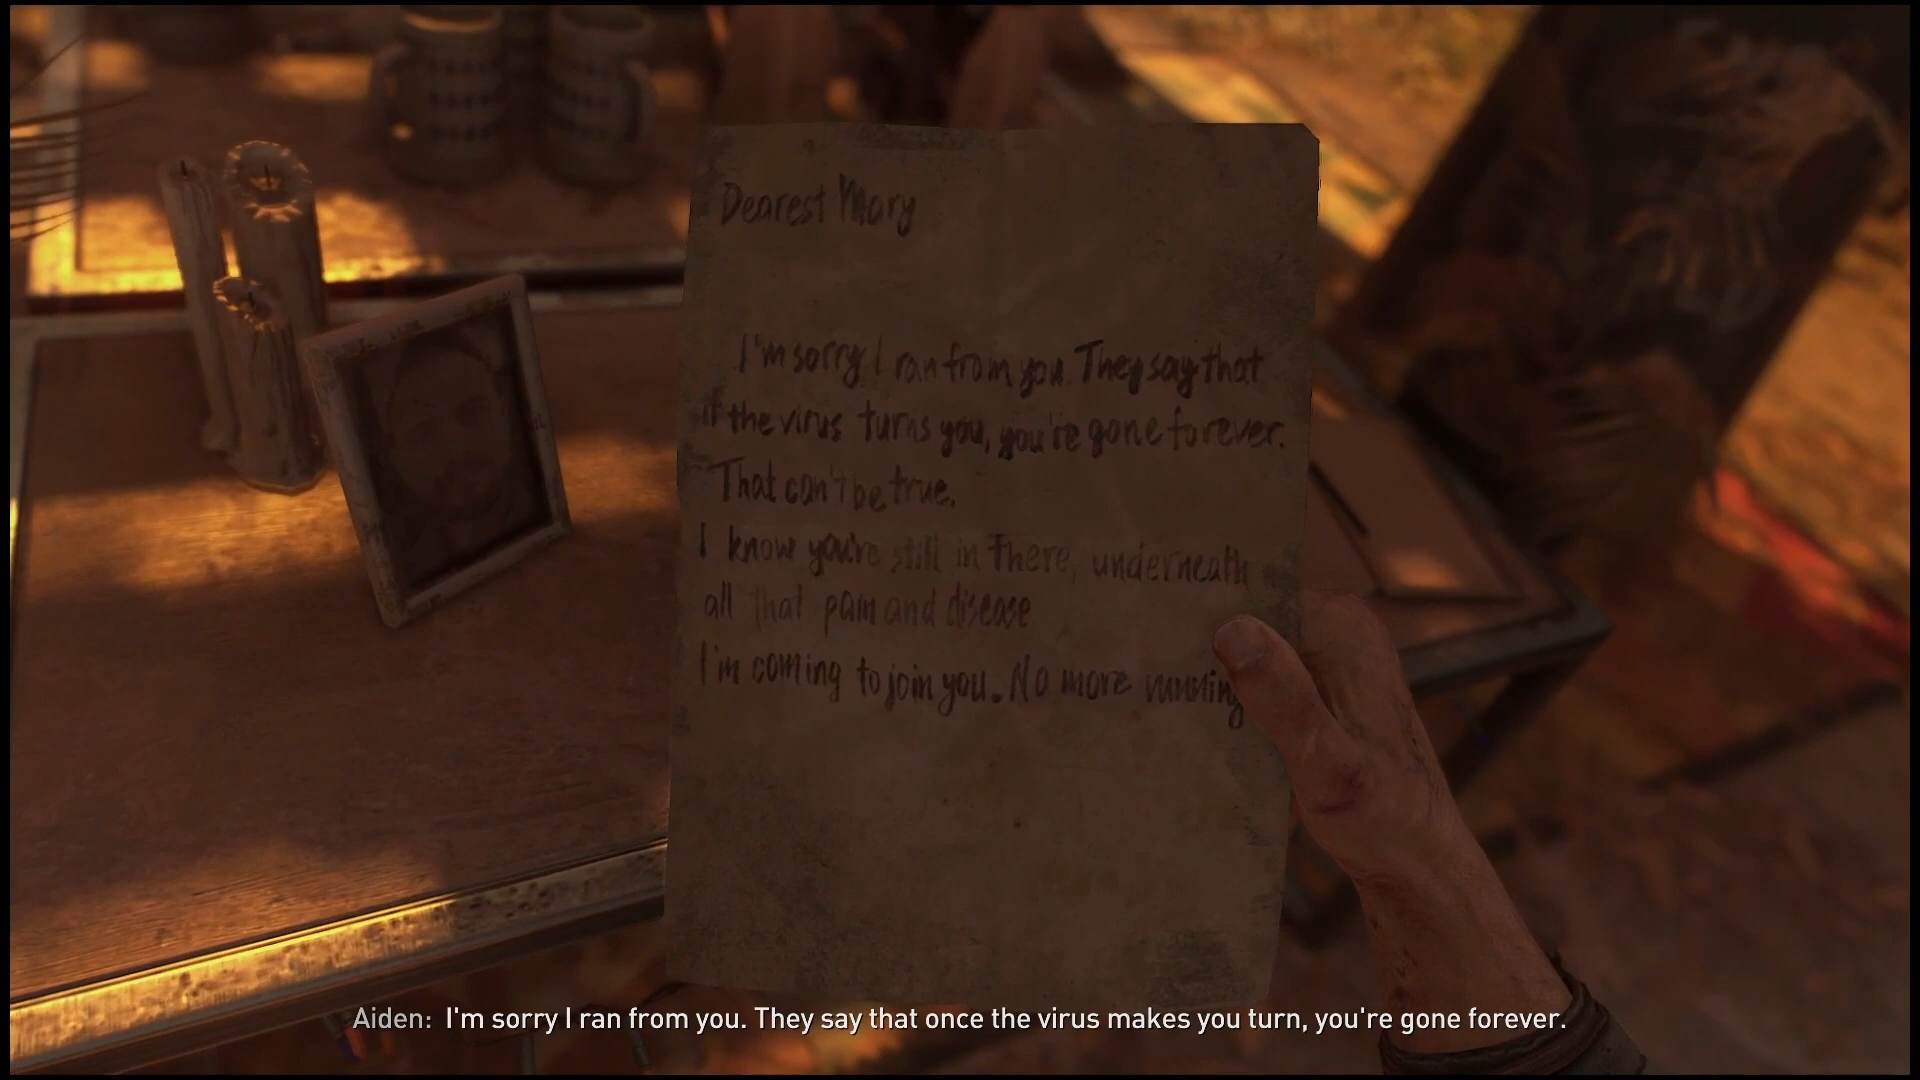 Dearest Mary
I'm sorry I ran from you. They say that
if the virus turns you, you're gone forever.
That can't be true.
I know you're still in there, underneath
all that pain and disease
I'm coming to join you. No more running
Aiden: I'm sorry I ran from you. They say that once the virus makes you turn, you're gone forever.